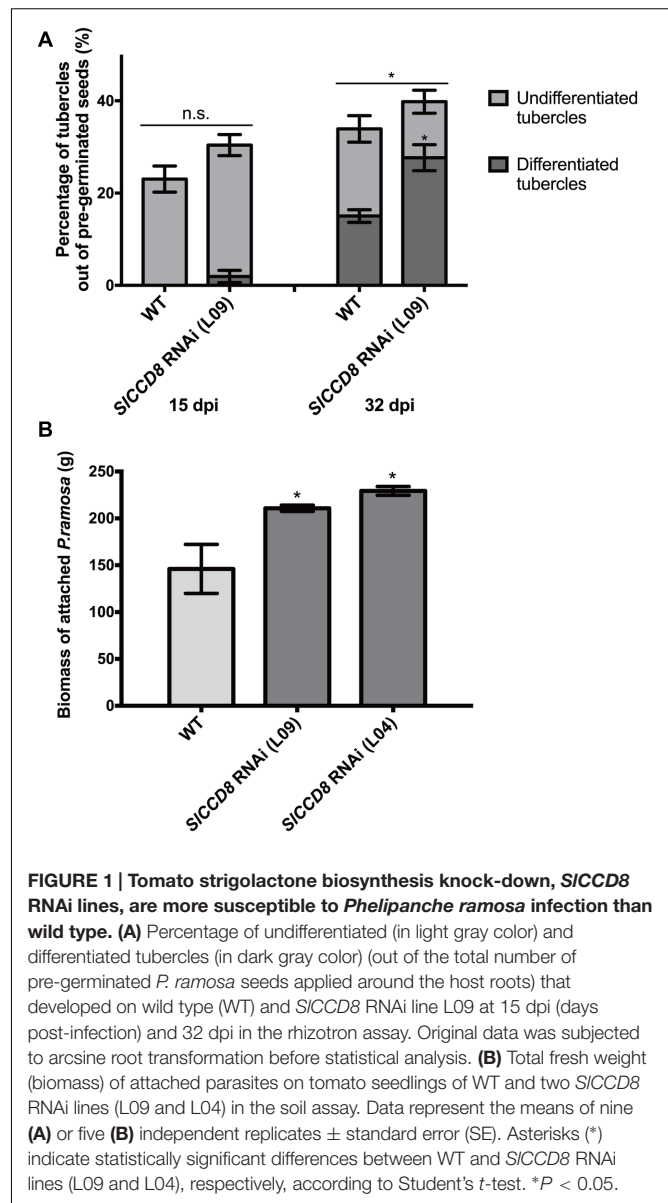 A
Percentage of tubercles
out of pre-germinated seeds (%)
40
20
0
n.s.
*
*
Undifferentiated
tubercles
Differentiated
tubercles
WT
SlCCD8 RNAi (L09)
WT
SlCCD8 RNAi (L09)
15 dpi
32 dpi
B
Biomass of attached P.ramosa (g)
250
200
150
100
50
0
*
*
WT
SlCCD8 RNAi (L09)
SlCCD8 RNAi (L04)
FIGURE 1 | Tomato strigolactone biosynthesis knock-down, SlCCD8
RNAi lines, are more susceptible to Phelipanche ramosa infection than
wild type. (A) Percentage of undifferentiated (in light gray color) and
differentiated tubercles (in dark gray color) (out of the total number of
pre-germinated P. ramosa seeds applied around the host roots) that
developed on wild type (WT) and SlCCD8 RNAi line L09 at 15 dpi (days
post-infection) and 32 dpi in the rhizotron assay. Original data was subjected
to arcsine root transformation before statistical analysis. (B) Total fresh weight
(biomass) of attached parasites on tomato seedlings of WT and two SlCCD8
RNAi lines (L09 and L04) in the soil assay. Data represent the means of nine
(A) or five (B) independent replicates ± standard error (SE). Asterisks (*)
indicate statistically significant differences between WT and SlCCD8 RNAi
lines (L09 and L04), respectively, according to Student's t-test. *P < 0.05.